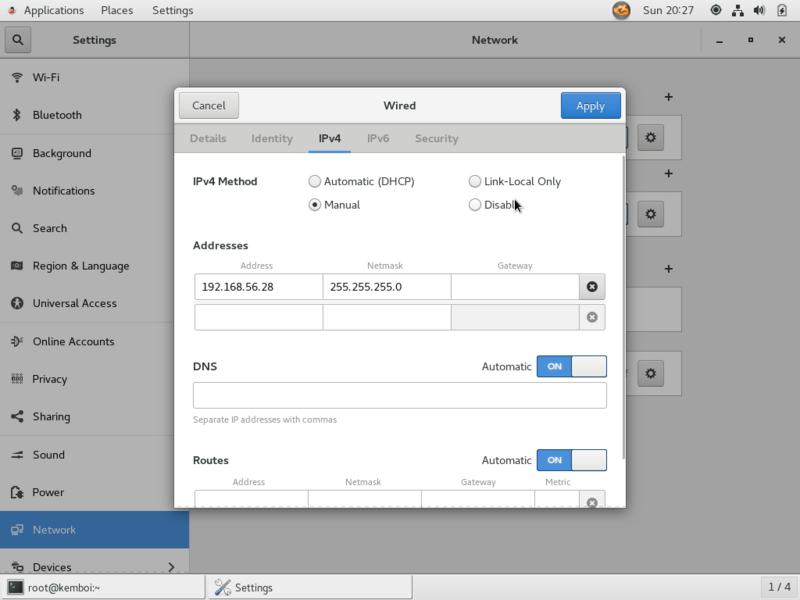 Applications Places Settings Sun 20:27
Settings Network
Wi-Fi
Bluetooth
Background
Notifications
Search
Region & Language
Universal Access
Online Accounts
Privacy
Sharing
Sound
Power
Network
Devices
Cancel Wired Apply
Details Identity IPv4 IPv6 Security
IPv4 Method Automatic (DHCP) Link-Local Only
Manual
Addresses
Address Netmask Gateway
192.168.56.28 255.255.255.0
DNS Automatic ON
Separate IP addresses with commas
Routes Automatic ON
Address Netmask Gateway Metric
root@kemboi:~ Settings 1 / 4